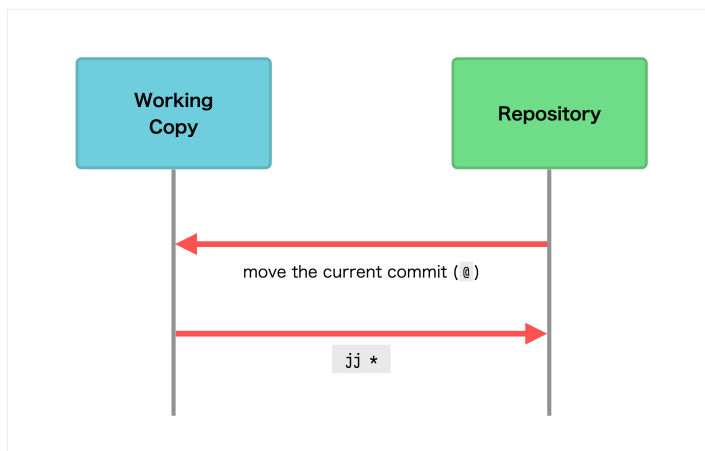 Working
Copy
Repository
move the current commit (@)
jj *